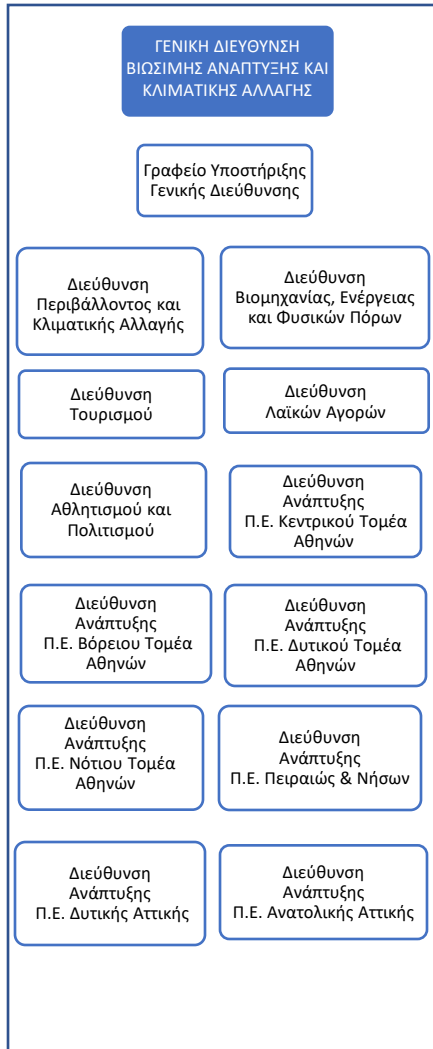 ΓΕΝΙΚΗ ΔΙΕΥΘΥΝΣΗ
ΒΙΩΣΙΜΗΣ ΑΝΑΠΤΥΞΗΣ ΚΑΙ
ΚΛΙΜΑΤΙΚΗΣ ΑΛΛΑΓΗΣ
Γραφείο Υποστήριξης
Γενικής Διεύθυνσης
Διεύθυνση
Περιβάλλοντος και
Κλιματικής Αλλαγής
Διεύθυνση
Βιομηχανίας, Ενέργειας
και Φυσικών Πόρων
Διεύθυνση
Τουρισμού
Διεύθυνση
Λαϊκών Αγορών
Διεύθυνση
Αθλητισμού και
Πολιτισμού
Διεύθυνση
Ανάπτυξης
Π.Ε. Κεντρικού Τομέα
Αθηνών
Διεύθυνση
Ανάπτυξης
Π.Ε. Βόρειου Τομέα
Αθηνών
Διεύθυνση
Ανάπτυξης
Π.Ε. Δυτικού Τομέα
Αθηνών
Διεύθυνση
Ανάπτυξης
Π.Ε. Νότιου Τομέα
Αθηνών
Διεύθυνση
Ανάπτυξης
Π.Ε. Πειραιώς & Νήσων
Διεύθυνση
Ανάπτυξης
Π.Ε. Δυτικής Αττικής
Διεύθυνση
Ανάπτυξης
Π.Ε. Ανατολικής Αττικής